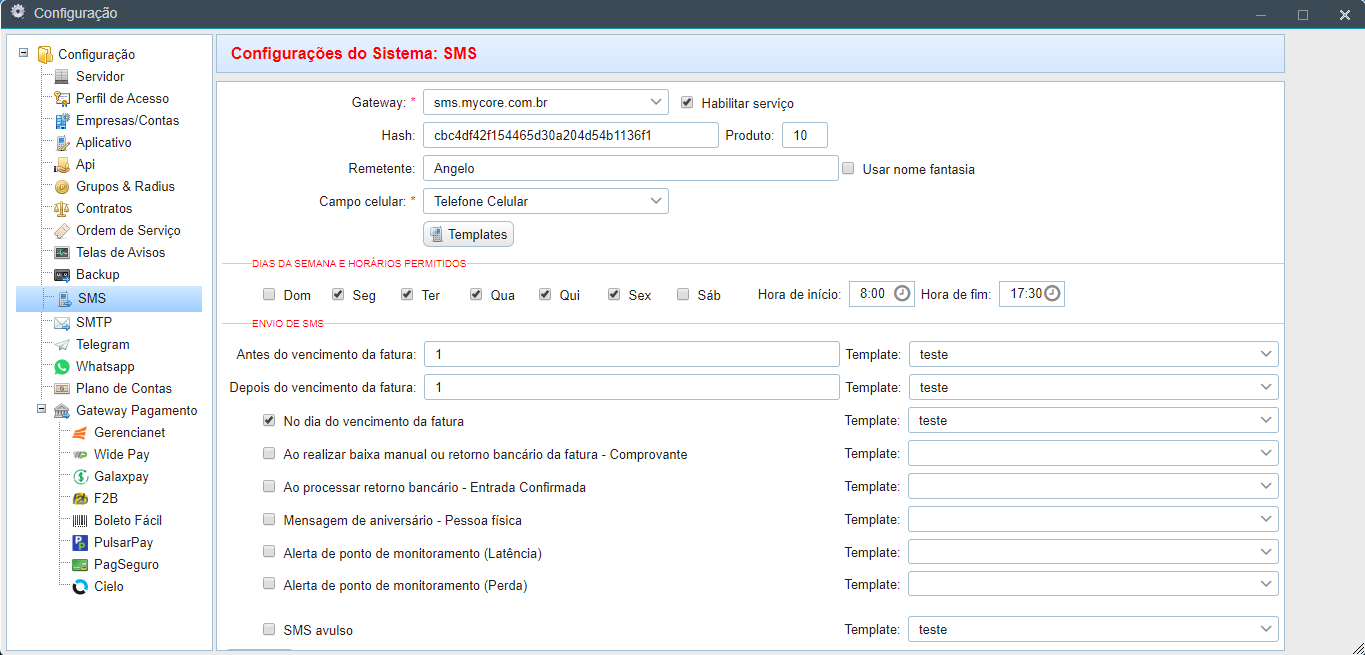 Configuração
Configuração
Servidor
Perfil de Acesso
Empresas/Contas
Aplicativo
Api
Grupos & Radius
Contratos
Ordem de Serviço
Telas de Avisos
Backup
SMS
SMTP
Telegram
Whatsapp
Plano de Contas
Gateway Pagamento
Gerencianet
Wide Pay
Galaxpay
F2B
Boleto Fácil
PulsarPay
PagSeguro
Cielo
Configurações do Sistema: SMS
Gateway: * sms.mycore.com.br Habilitar serviço
Hash: cbc4df42f154465d30a204d54b1136f1 Produto: 10
Remetente: Angelo Usar nome fantasia
Campo celular: * Telefone Celular
Templates
DIAS DA SEMANA E HORÁRIOS PERMITIDOS
Dom Seg Ter Qua Qui Sex Sáb Hora de início: 8:00 Hora de fim: 17:30
ENVIO DE SMS
Antes do vencimento da fatura: 1 Template: teste
Depois do vencimento da fatura: 1 Template: teste
No dia do vencimento da fatura Template: teste
Ao realizar baixa manual ou retorno bancário da fatura - Comprovante Template:
Ao processar retorno bancário - Entrada Confirmada Template:
Mensagem de aniversário - Pessoa física Template:
Alerta de ponto de monitoramento (Latência) Template:
Alerta de ponto de monitoramento (Perda) Template:
SMS avulso Template: teste